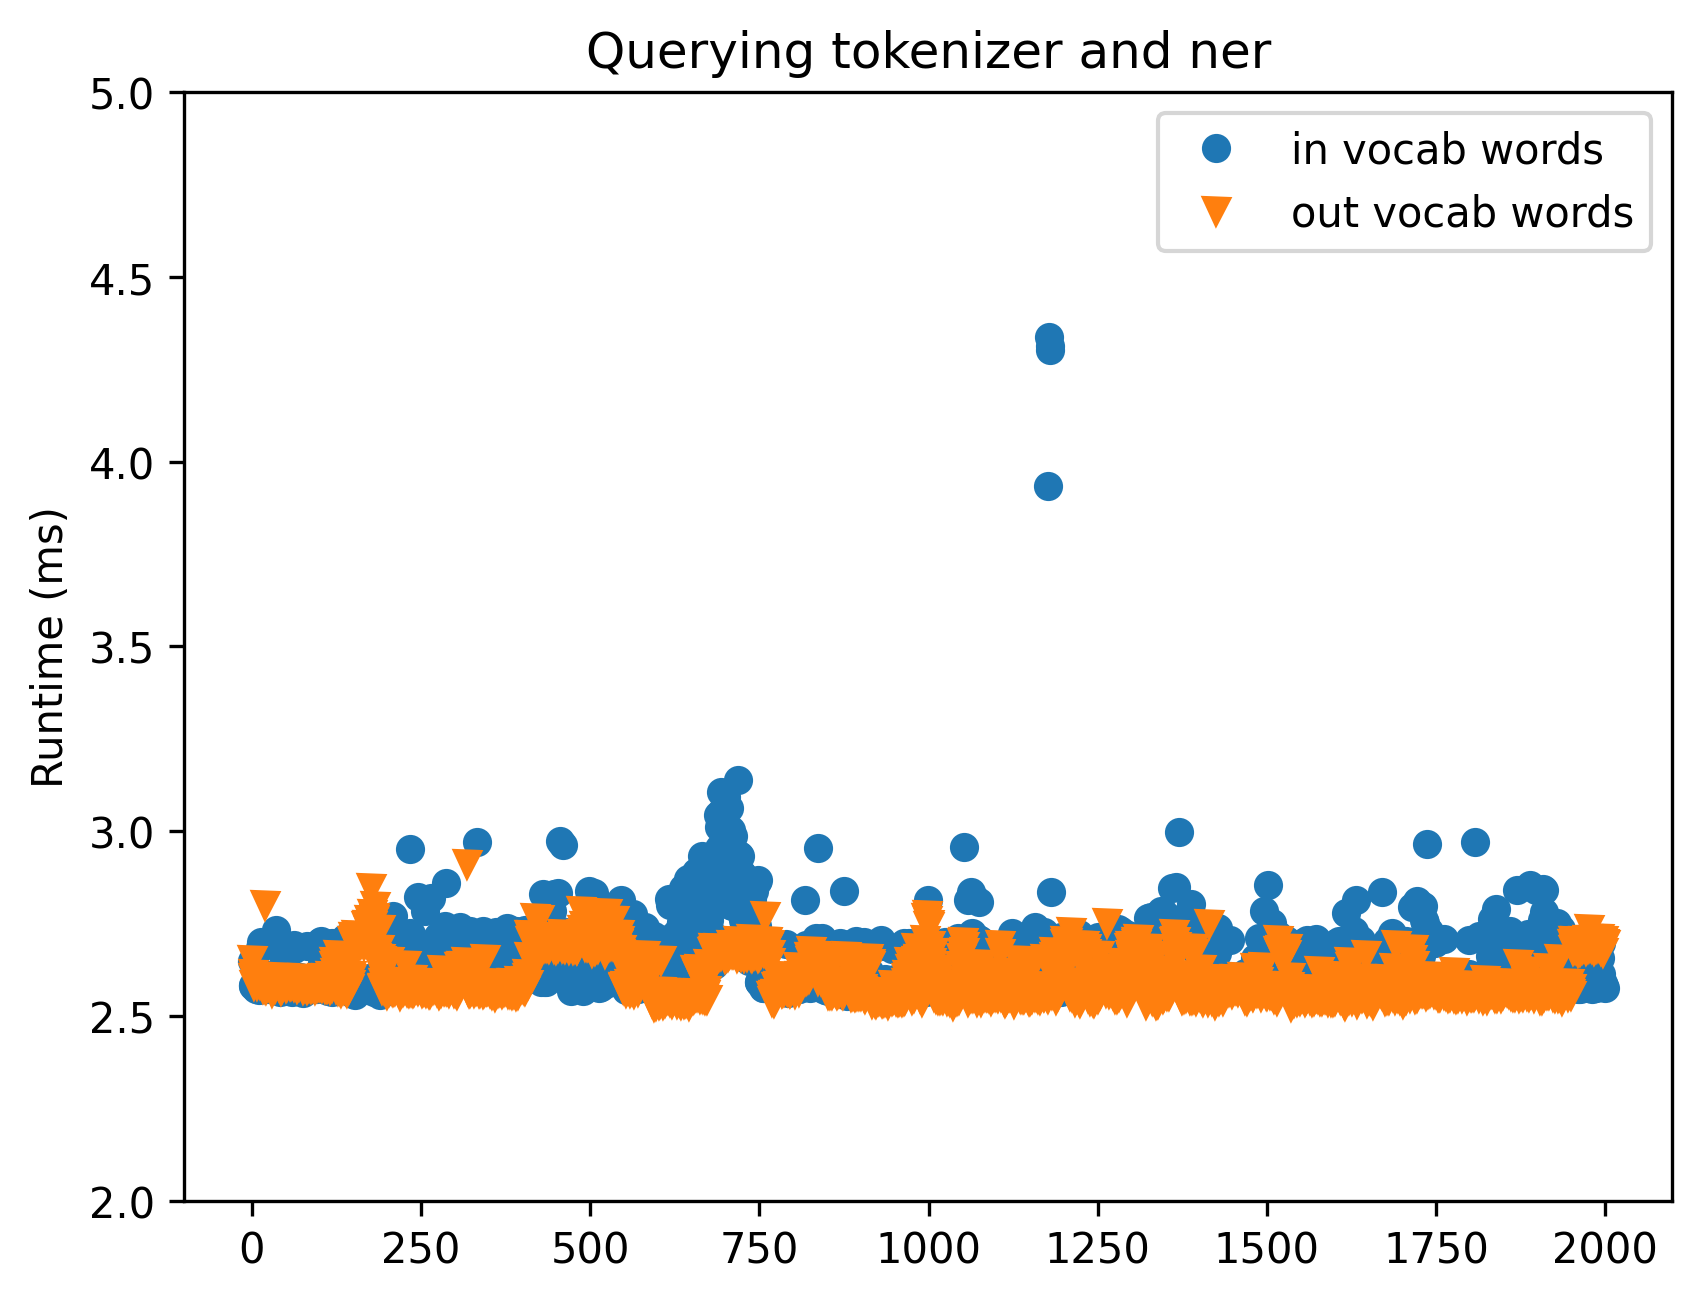 Querying tokenizer and ner
5.0
4.5
4.0
3.5
3.0
2.5
2.0
Runtime (ms)
in vocab words
out vocab words
0 250 500 750 1000 1250 1500 1750 2000